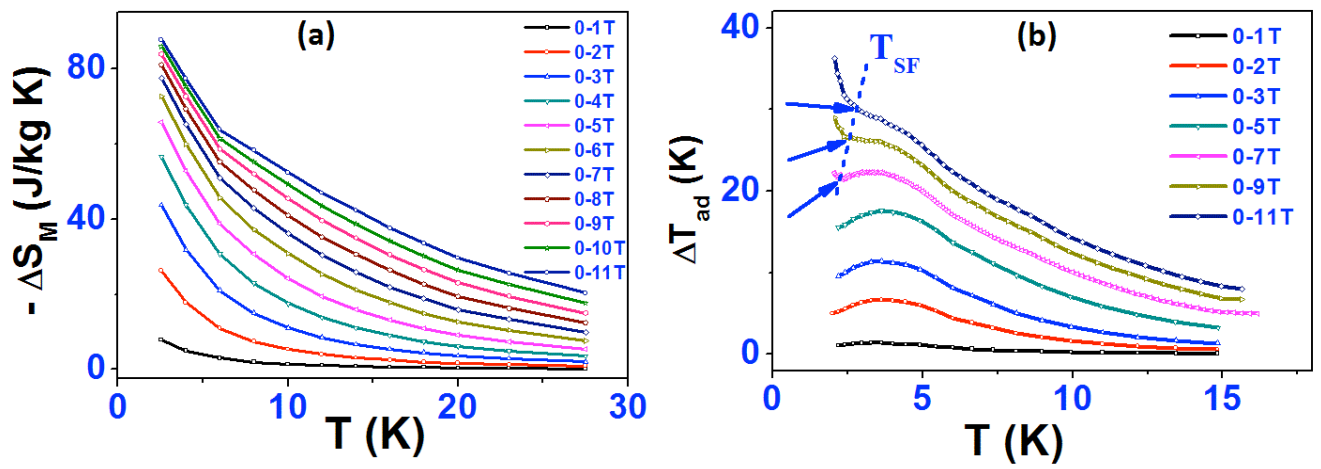 (a)
- ΔS_M (J/kg K)
80
40
0
0 10 20 30
T (K)
0-1T
0-2T
0-3T
0-4T
0-5T
0-6T
0-7T
0-8T
0-9T
0-10T
0-11T
(b)
ΔT_ad (K)
40
20
0
0 5 10 15
T (K)
T_SF
0-1T
0-2T
0-3T
0-5T
0-7T
0-9T
0-11T